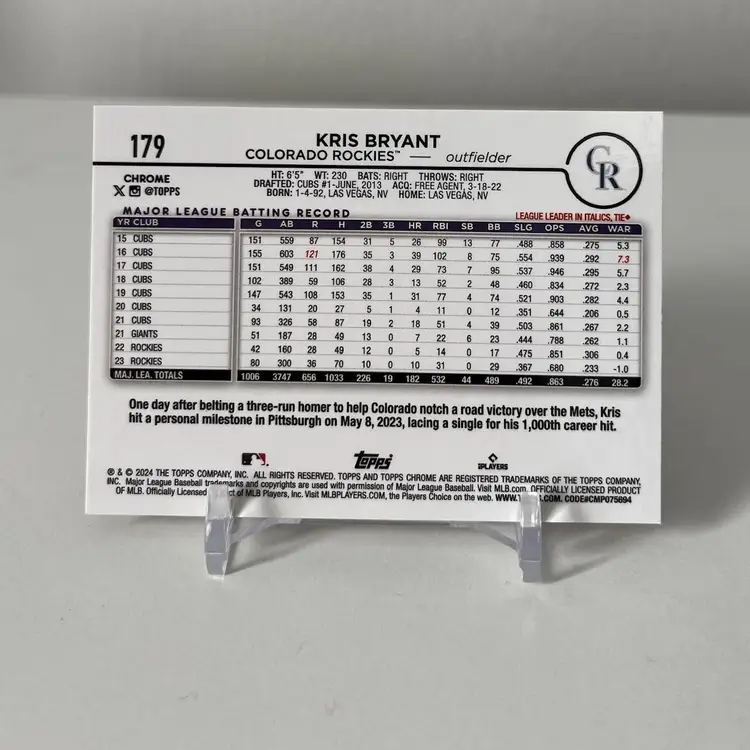 179
KRIS BRYANT
COLORADO ROCKIES™ — outfielder
CR
CHROME
X @TOPPS
HT: 6'5" WT: 230 BATS: RIGHT THROWS: RIGHT
DRAFTED: CUBS #1-JUNE, 2013 ACQ: FREE AGENT, 3-18-22
BORN: 1-4-92, LAS VEGAS, NV HOME: LAS VEGAS, NV
MAJOR LEAGUE BATTING RECORD
LEAGUE LEADER IN ITALICS, TIE♦
YR CLUB G AB R H 2B 3B HR RBI SB BB SLG OPS AVG WAR
15 CUBS 151 559 87 154 31 5 26 99 13 77 .488 .858 .275 5.3
16 CUBS 155 603 121 176 35 3 39 102 8 75 .554 .939 .292 7.3
17 CUBS 151 549 111 162 38 4 29 73 7 95 .537 .946 .295 5.7
18 CUBS 102 389 59 106 28 3 13 52 2 48 .460 .834 .272 2.3
19 CUBS 147 543 108 153 35 1 31 77 4 74 .521 .903 .282 4.4
20 CUBS 34 131 20 27 5 1 4 11 0 12 .351 .644 .206 0.5
21 CUBS 93 326 58 87 19 2 18 51 4 39 .503 .861 .267 2.2
21 GIANTS 51 187 28 49 13 0 7 22 6 23 .444 .788 .262 1.1
22 ROCKIES 42 160 28 49 12 0 5 14 0 17 .475 .851 .306 0.4
23 ROCKIES 80 300 36 70 10 0 10 31 0 29 .367 .680 .233 -1.0
MAJ. LEA. TOTALS 1006 3747 656 1033 226 19 182 532 44 489 .492 .863 .276 28.2
One day after belting a three-run homer to help Colorado notch a road victory over the Mets, Kris
hit a personal milestone in Pittsburgh on May 8, 2023, lacing a single for his 1,000th career hit.
topps
PLAYERS
® & © 2024 THE TOPPS COMPANY, INC. ALL RIGHTS RESERVED. TOPPS AND TOPPS CHROME ARE REGISTERED TRADEMARKS OF THE TOPPS COMPANY,
INC. Major League Baseball trademarks and copyrights are used with permission of Major League Baseball. Visit MLB.com. OFFICIALLY LICENSED PRODUCT
OF MLB. Officially Licensed of MLB Players, Inc. Visit MLBPLAYERS.COM, the Players Choice on the web. CODE#CMP075694